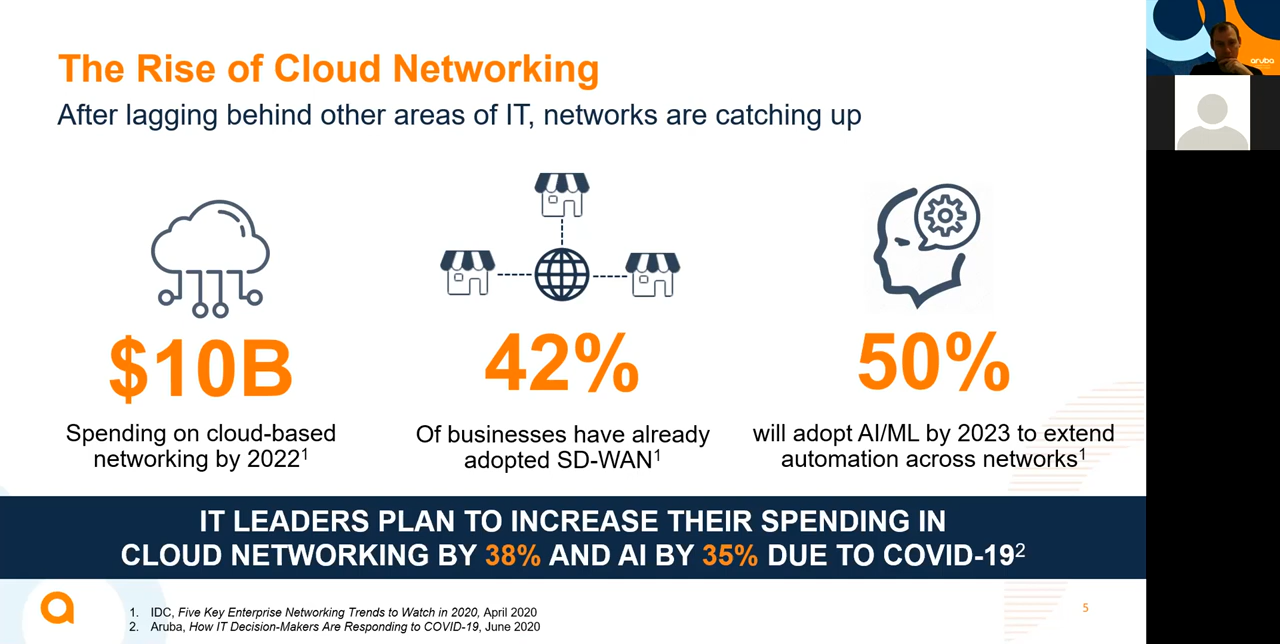 The Rise of Cloud Networking
After lagging behind other areas of IT, networks are catching up
$10B
Spending on cloud-based
networking by 2022¹
42%
Of businesses have already
adopted SD-WAN¹
50%
will adopt AI/ML by 2023 to extend
automation across networks¹
IT LEADERS PLAN TO INCREASE THEIR SPENDING IN
CLOUD NETWORKING BY 38% AND AI BY 35% DUE TO COVID-19²
1. IDC, Five Key Enterprise Networking Trends to Watch in 2020, April 2020
2. Aruba, How IT Decision-Makers Are Responding to COVID-19, June 2020
5
aruba